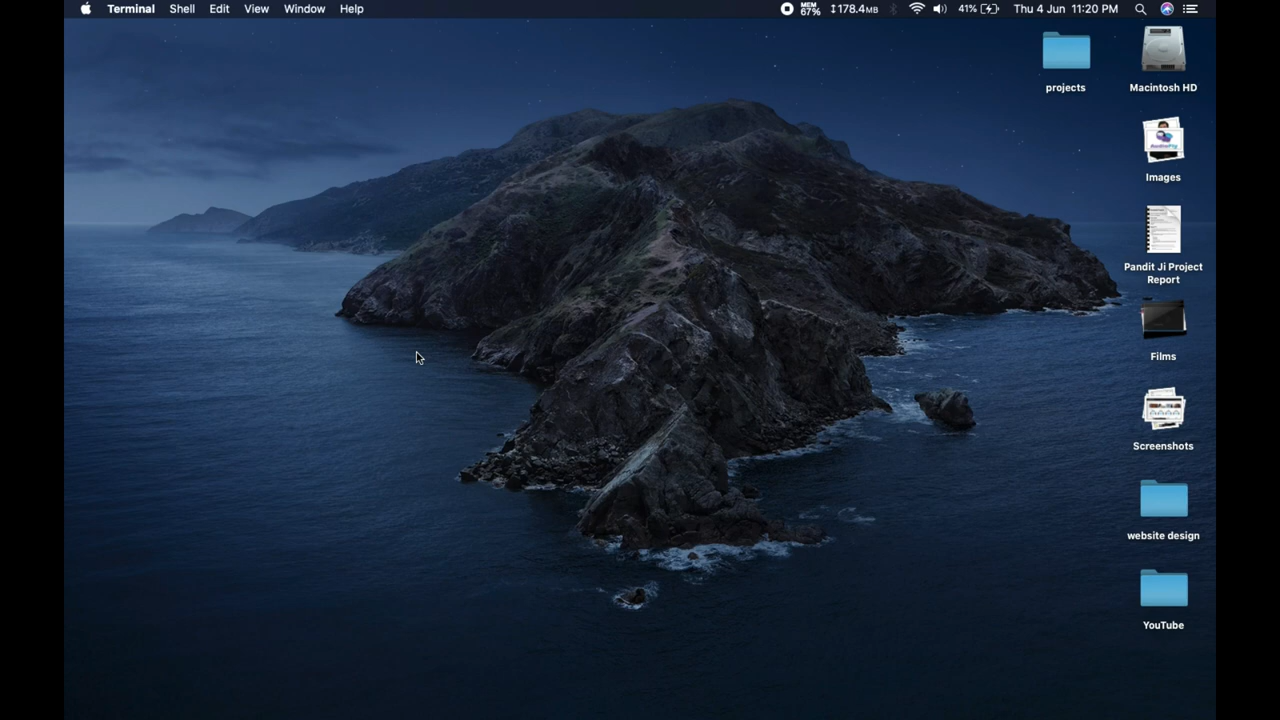 Terminal Shell Edit View Window Help MEM 67% 178.4MB 41% Thu 4 Jun 11:20 PM
projects
Macintosh HD
Images
Pandit Ji Project
Report
Films
Screenshots
website design
YouTube